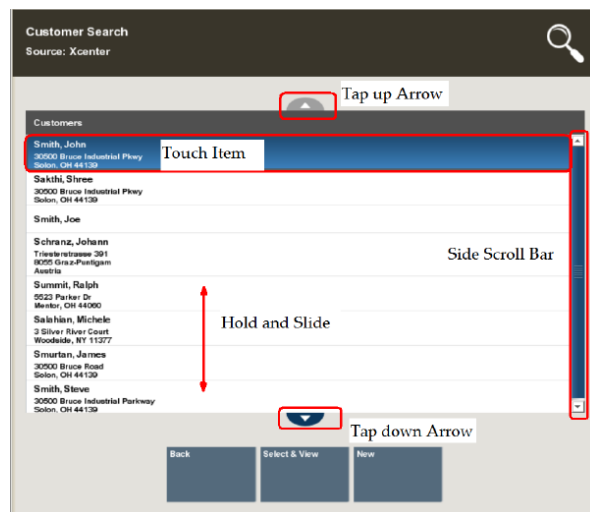 Customer Search
Source: Xcenter
Tap up Arrow
Customers
Smith, John
30500 Bruce Industrial Pkwy
Solon, OH 44139
Touch Item
Sakthi, Shree
30500 Bruce Industrial Pkwy
Solon, OH 44139
Smith, Joe
Schranz, Johann
Triesterstrasse 391
8055 Graz-Puntigam
Austria
Side Scroll Bar
Summit, Ralph
5523 Parker Dr
Mentor, OH 44060
Salahian, Michele
3 Silver River Court
Woodside, NY 11377
Hold and Slide
Smurtan, James
30500 Bruce Road
Solon, OH 44139
Smith, Steve
30500 Bruce Industrial Parkway
Solon, OH 44139
Tap down Arrow
Back
Select & View
New